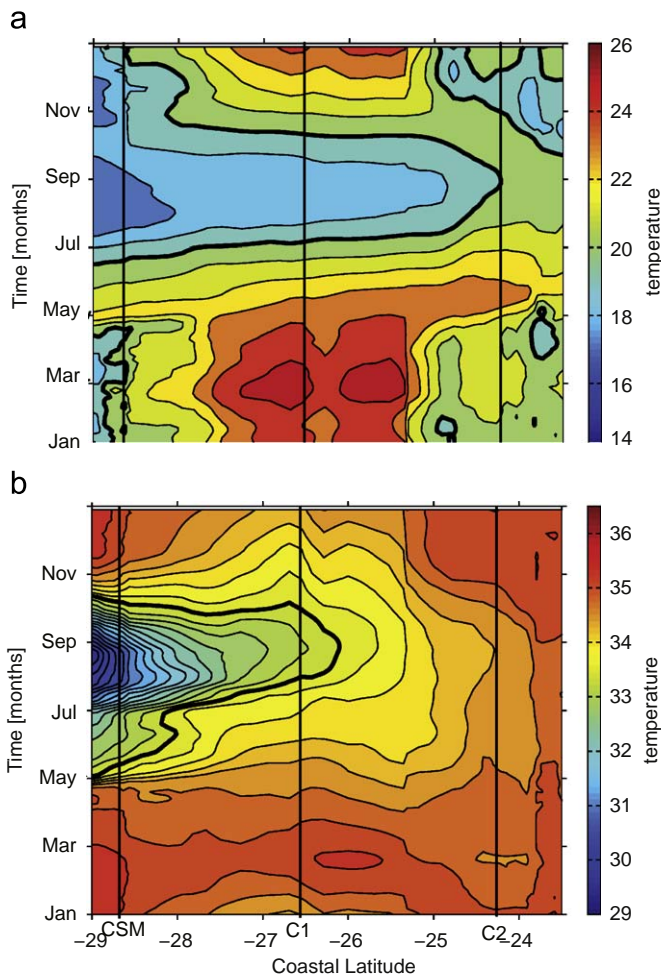 a
26
24
22
20
18
16
14
temperature
Nov
Sep
Jul
May
Mar
Jan
Time [months]
b
36
35
34
33
32
31
30
29
temperature
Nov
Sep
Jul
May
Mar
Jan
Time [months]
−29 CSM −28 −27 C1 −26 −25 C2 −24
Coastal Latitude